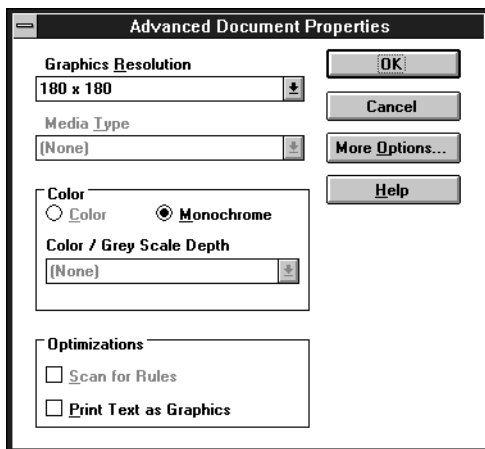 Advanced Document Properties
Graphics Resolution
180 x 180
Media Type
(None)
Color
Color
Monochrome
Color / Grey Scale Depth
(None)
Optimizations
Scan for Rules
Print Text as Graphics
OK
Cancel
More Options...
Help